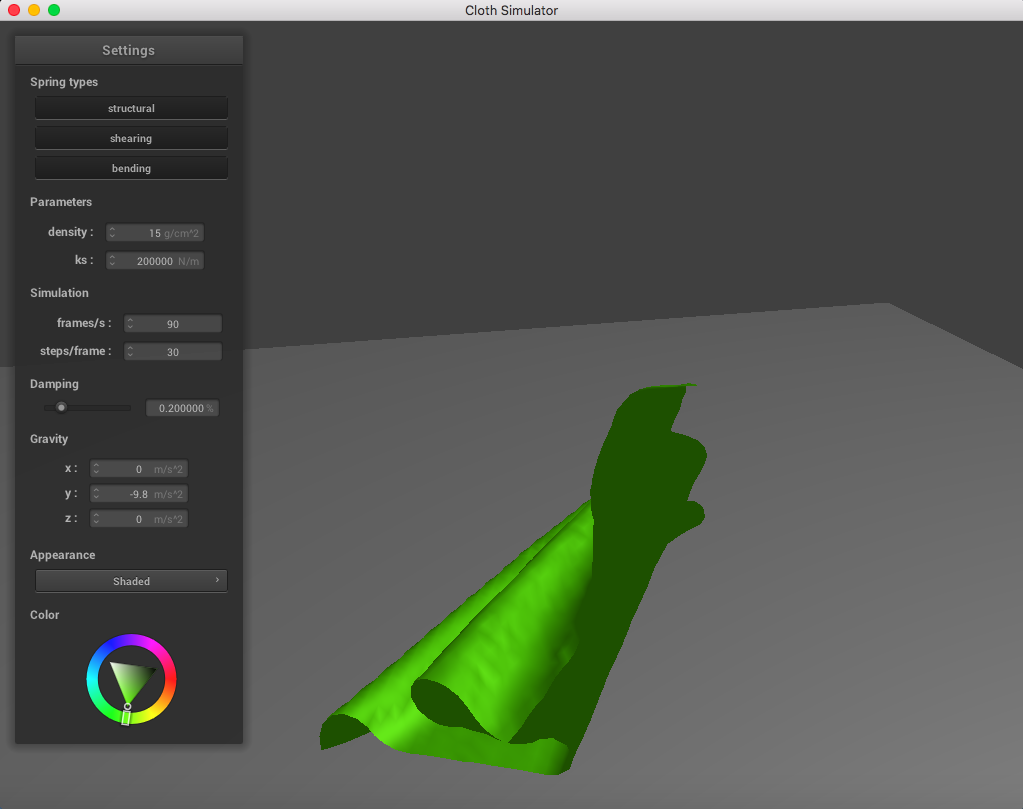 Cloth Simulator
Settings
Spring types
structural
shearing
bending
Parameters
density : 15 g/cm^2
ks : 200000 N/m
Simulation
frames/s : 90
steps/frame : 30
Damping
0.200000 %
Gravity
x : 0 m/s^2
y : -9.8 m/s^2
z : 0 m/s^2
Appearance
Shaded
Color